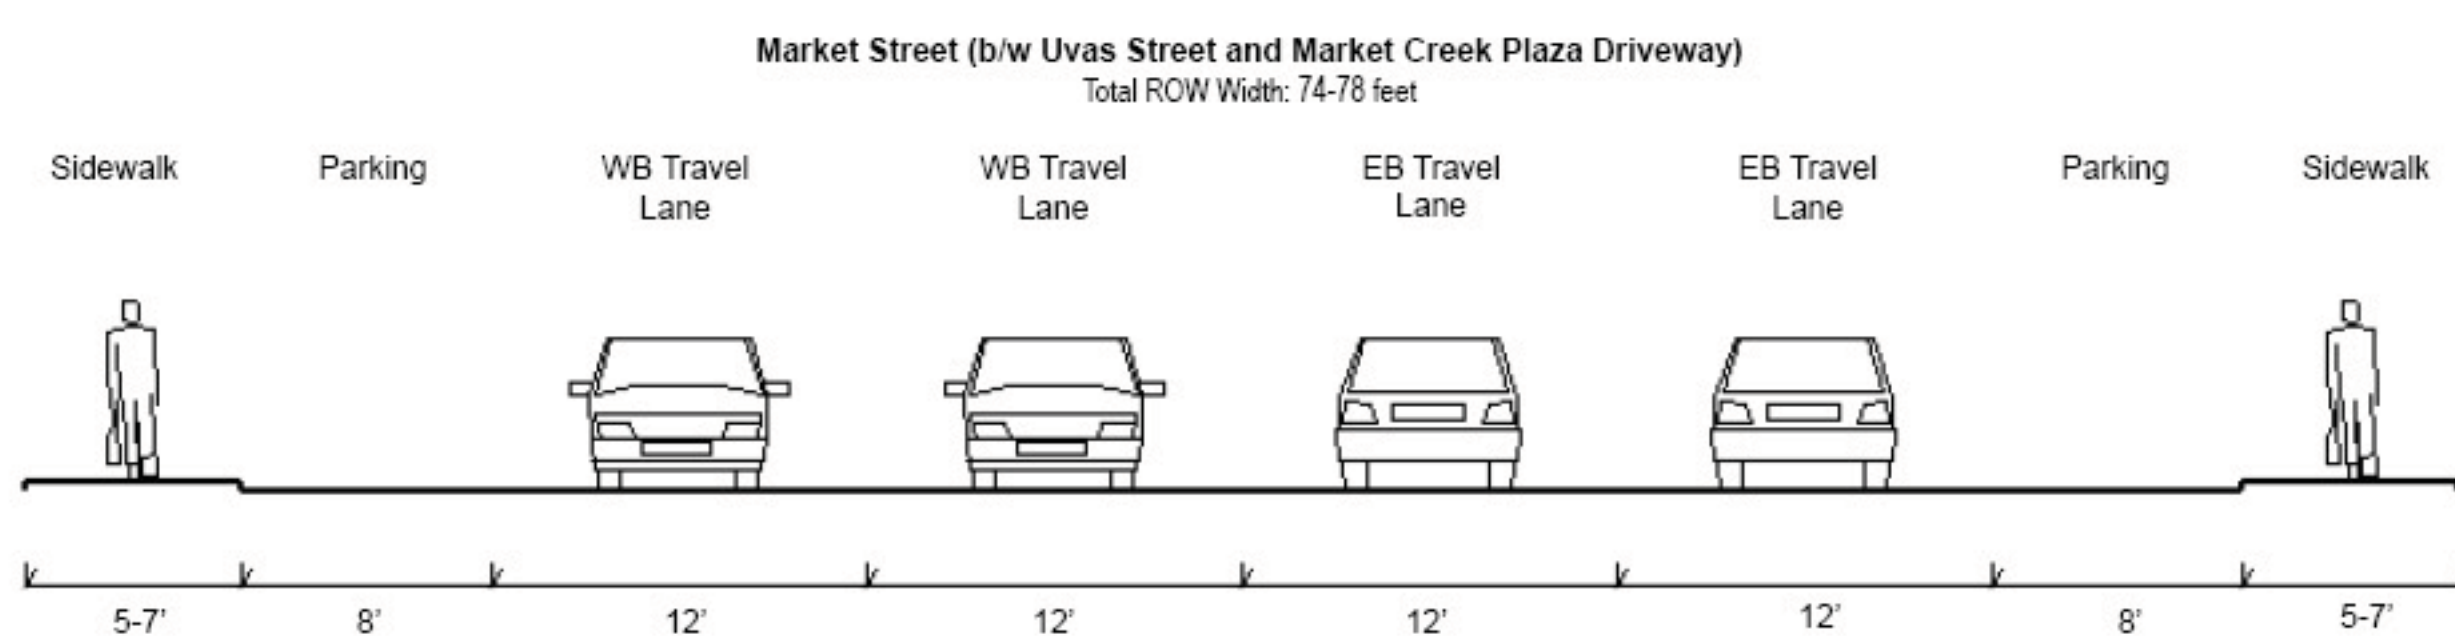 Market Street (b/w Uvas Street and Market Creek Plaza Driveway)
Total ROW Width: 74-78 feet
Sidewalk
Parking
WB Travel
Lane
WB Travel
Lane
EB Travel
Lane
EB Travel
Lane
Parking
Sidewalk
5-7’ 8’ 12’ 12’ 12’ 12’ 8’ 5-7’